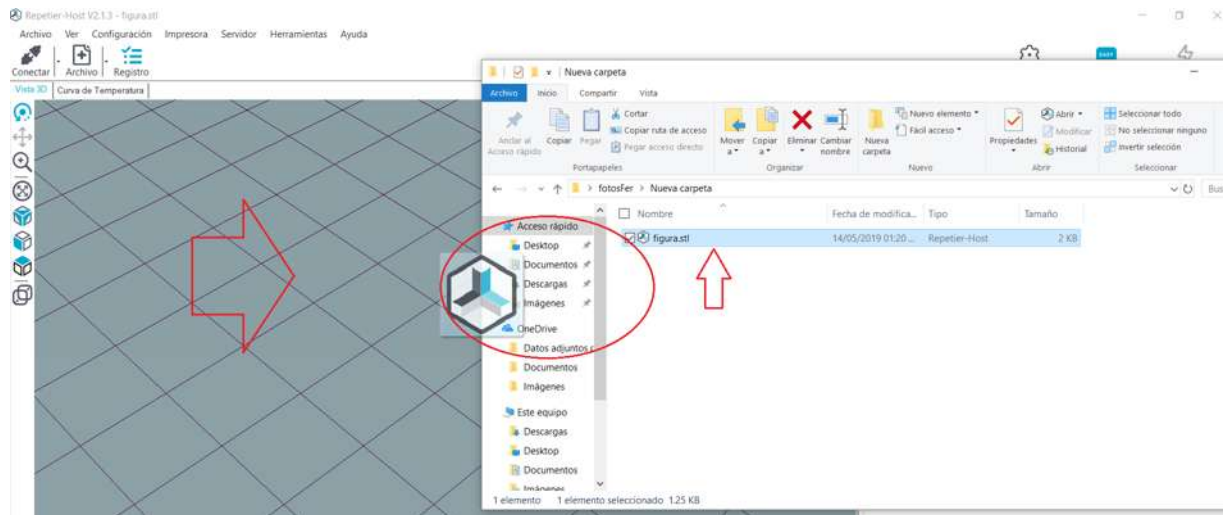 Repetier-Host V2.1.3 - figura.stl
Archivo Ver Configuración Impresora Servidor Herramientas Ayuda
Conectar Archivo Registro
Vista 3D Curva de Temperatura
EASY
Nueva carpeta
Archivo Inicio Compartir Vista
Anclar al Acceso rápido
Copiar
Pegar
Cortar
Copiar ruta de acceso
Pegar acceso directo
Portapapeles
Mover a
Copiar a
Eliminar
Cambiar nombre
Organizar
Nueva carpeta
Nuevo elemento
Fácil acceso
Nuevo
Propiedades
Abrir
Modificar
Historial
Abrir
Seleccionar todo
No seleccionar ninguno
Invertir selección
Seleccionar
fotosFer > Nueva carpeta
Bus
Nombre Fecha de modifica... Tipo Tamaño
figura.stl 14/05/2019 01:20 ... Repetier-Host 2 KB
Acceso rápido
Desktop
Documentos
Descargas
Imágenes
OneDrive
Datos adjuntos
Documentos
Imágenes
Este equipo
Descargas
Desktop
Documentos
Imágenes
1 elemento 1 elemento seleccionado 1.25 KB